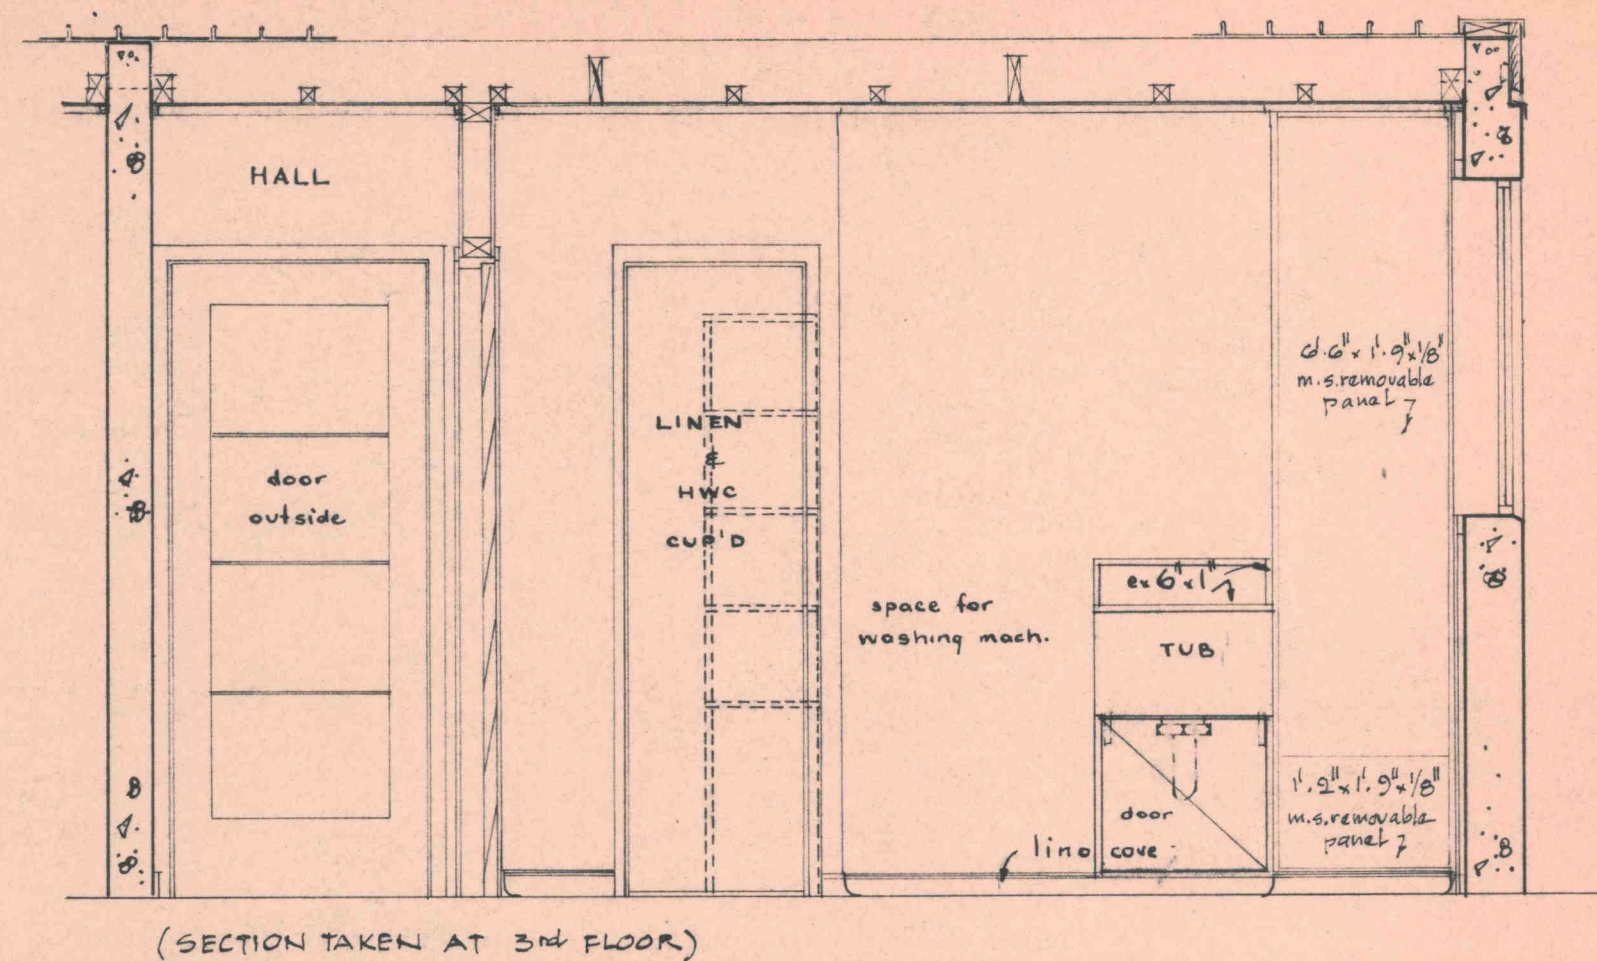 HALL
door
outside
LINEN
&
HWC
CUP'D
space for
washing mach.
ex 6" x 1"
TUB
door
lino cove
6'.6" x 1'.9" x 1/8"
m.s. removable
panel
1'.2" x 1'.9" x 1/8"
m.s. removable
panel
(SECTION TAKEN AT 3rd FLOOR)